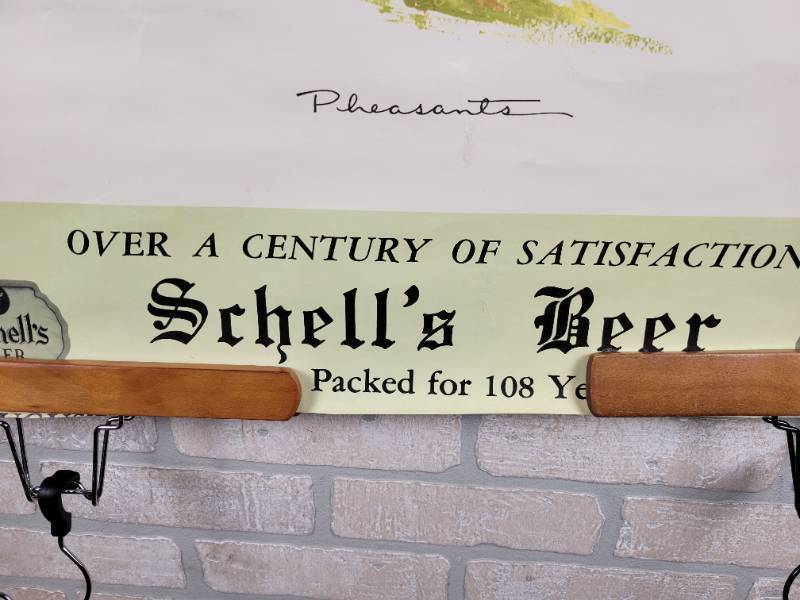 Pheasants
OVER A CENTURY OF SATISFACTION
Schell's Beer
Packed for 108